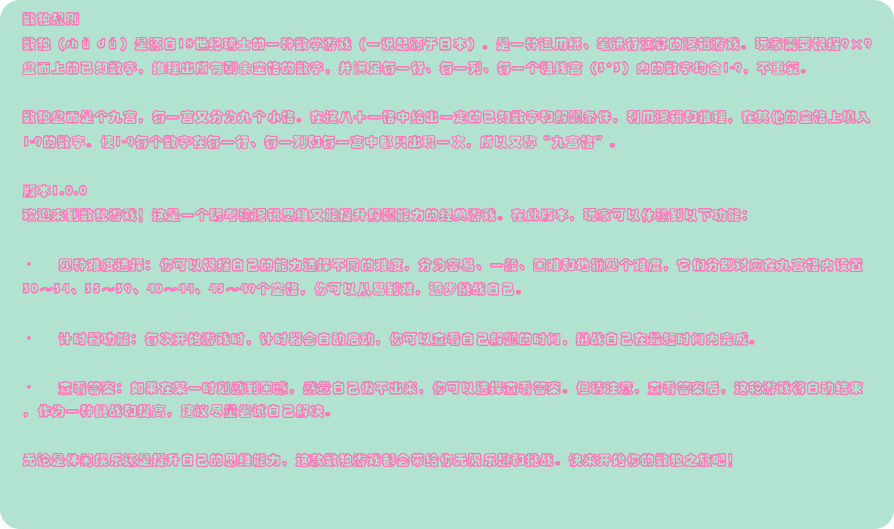 数独规则
数独（shù dú）是源自18世纪瑞士的一种数学游戏（一说起源于日本）。是一种运用纸、笔进行演算的逻辑游戏。玩家需要根据9×9
盘面上的已知数字，推理出所有剩余空格的数字，并满足每一行、每一列、每一个粗线宫（3*3）内的数字均含1-9，不重复。
数独盘面是个九宫，每一宫又分为九个小格。在这八十一格中给出一定的已知数字和解题条件，利用逻辑和推理，在其他的空格上填入
1-9的数字。使1-9每个数字在每一行、每一列和每一宫中都只出现一次，所以又称“九宫格”。
版本1.0.0
欢迎来到数独游戏！这是一个既考验逻辑思维又能提升解题能力的经典游戏。在此版本，玩家可以体验到以下功能：
· 四种难度选择：你可以根据自己的能力选择不同的难度，分为容易、一般、困难和地狱四个难度，它们分别对应在九宫格内设置
30~34、35~39、40~44、45~49个空格，你可以从易到难，逐步挑战自己。
· 计时器功能：每次开始游戏时，计时器会自动启动，你可以查看自己解题的时间，挑战自己在最短时间内完成。
· 查看答案：如果在某一时刻感到困惑，感觉自己做不出来，你可以选择查看答案。但请注意，查看答案后，这轮游戏将自动结束
，作为一种挑战和提高，建议尽量尝试自己解决。
无论是休闲娱乐还是提升自己的思维能力，这款数独游戏都会带给你无限乐趣和挑战。快来开始你的数独之旅吧！